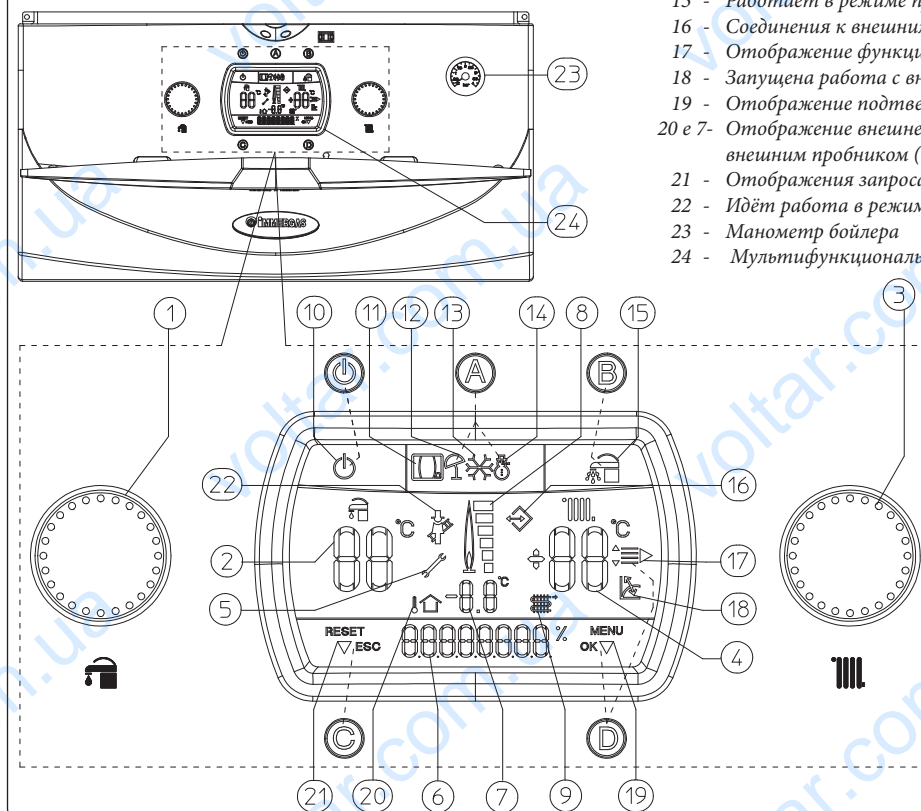 15 - Работает в режиме п
16 - Соединения к внешни
17 - Отображение функци
18 - Запущена работа с вн
19 - Отображение подтве
20 е 7- Отображение внешне
внешним пробником (
21 - Отображения запроса
22 - Идёт работа в режим
23 - Манометр бойлера
24 - Мультифункциональ
A B
C D
IMMERGAS
23
24
1 10 11 12 13 14 8 15 3
A B
22
16
°C °C
2
17
5
°C
18
RESET
ESC
%
MENU
OK
4
C D
21 20 6 7 9 19
voltar.com.ua